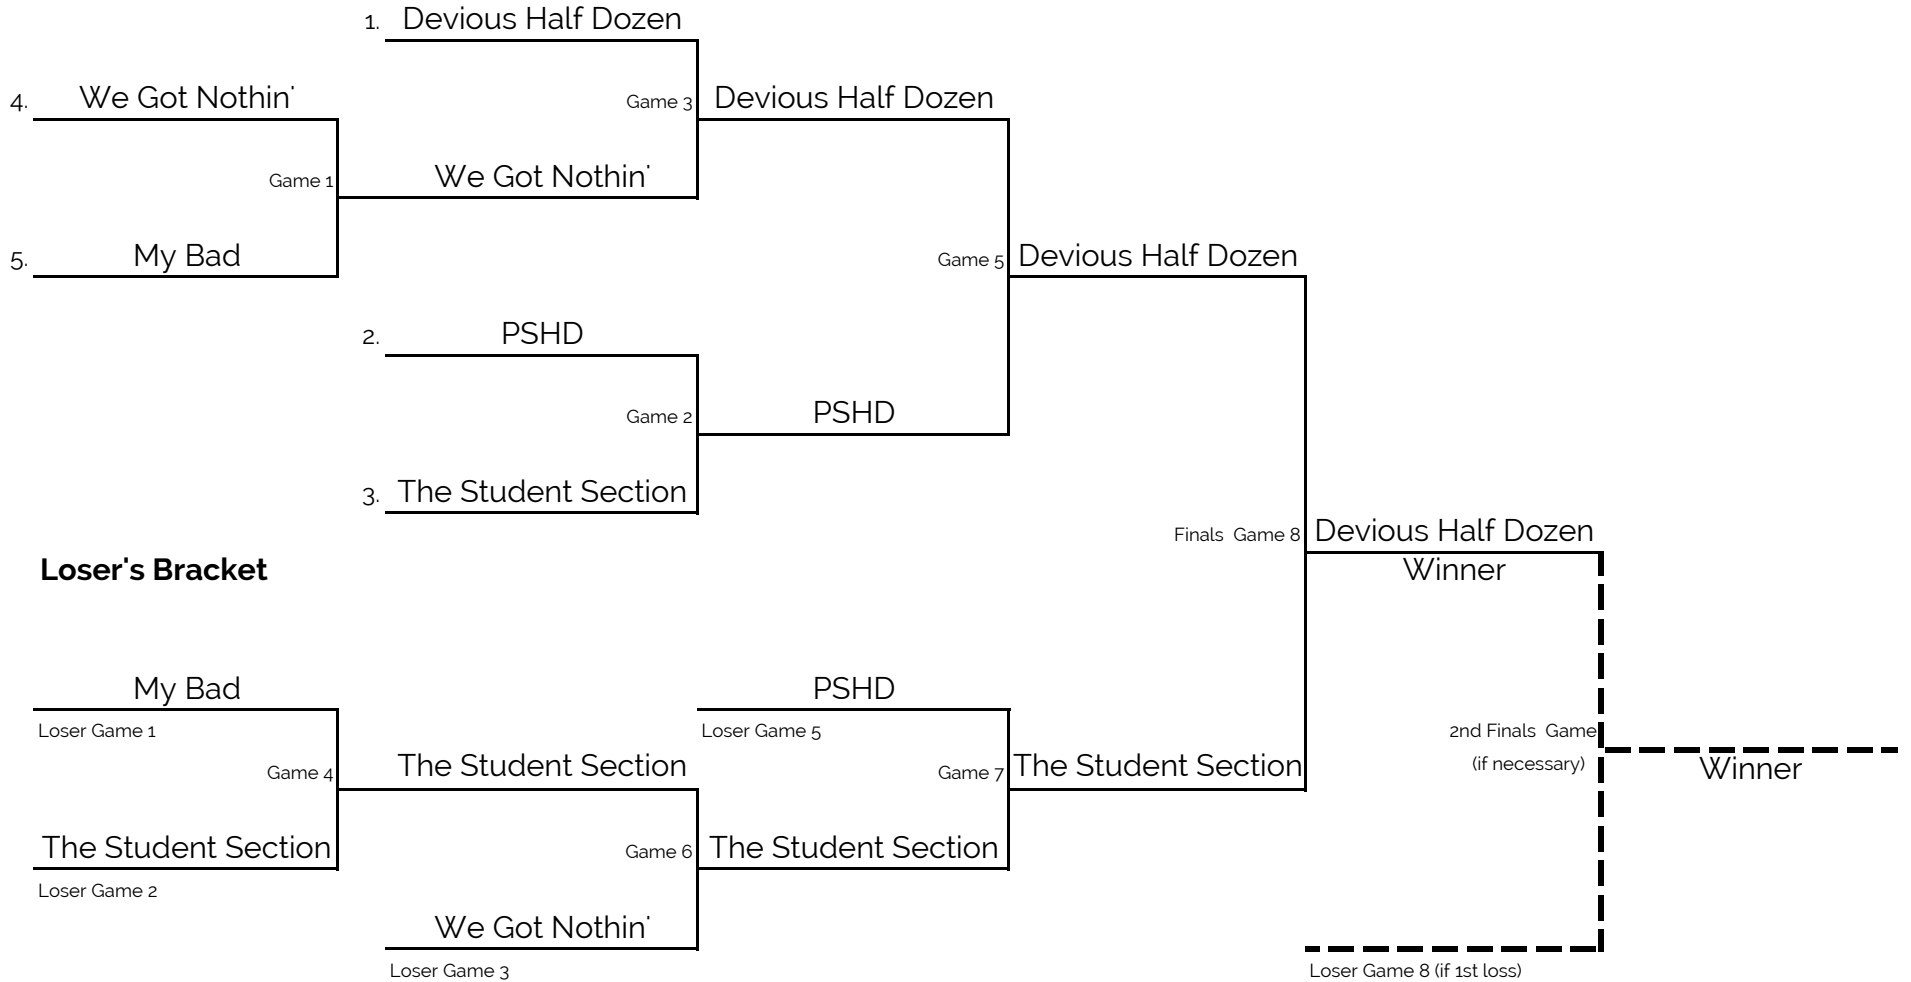 1. Devious Half Dozen
4. We Got Nothin'
Game 3 Devious Half Dozen
Game 1 We Got Nothin'
5. My Bad
Game 5 Devious Half Dozen
2. PSHD
Game 2 PSHD
3. The Student Section
Finals Game 8 Devious Half Dozen
Loser's Bracket
Winner
My Bad
PSHD
Loser Game 1
Loser Game 5
2nd Finals Game
Game 4 The Student Section
Game 7 The Student Section
(if necessary)
Winner
The Student Section
Game 6 The Student Section
Loser Game 2
We Got Nothin'
Loser Game 3
Loser Game 8 (if 1st loss)